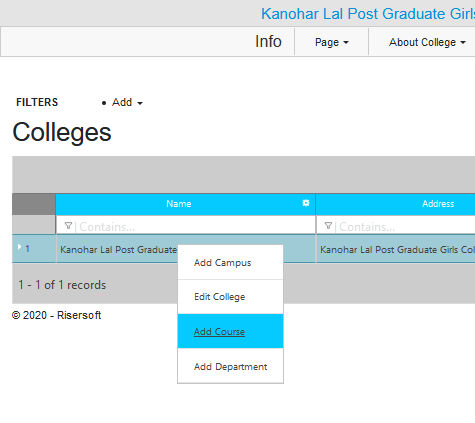 Kanohar Lal Post Graduate Girls
Info Page About College
FILTERS Add
Colleges
Name Address
Contains... Contains...
1 Kanohar Lal Post Graduate Kanohar Lal Post Graduate Girls Col
Add Campus
1 - 1 of 1 records
Edit College
© 2020 - Risersoft
Add Course
Add Department